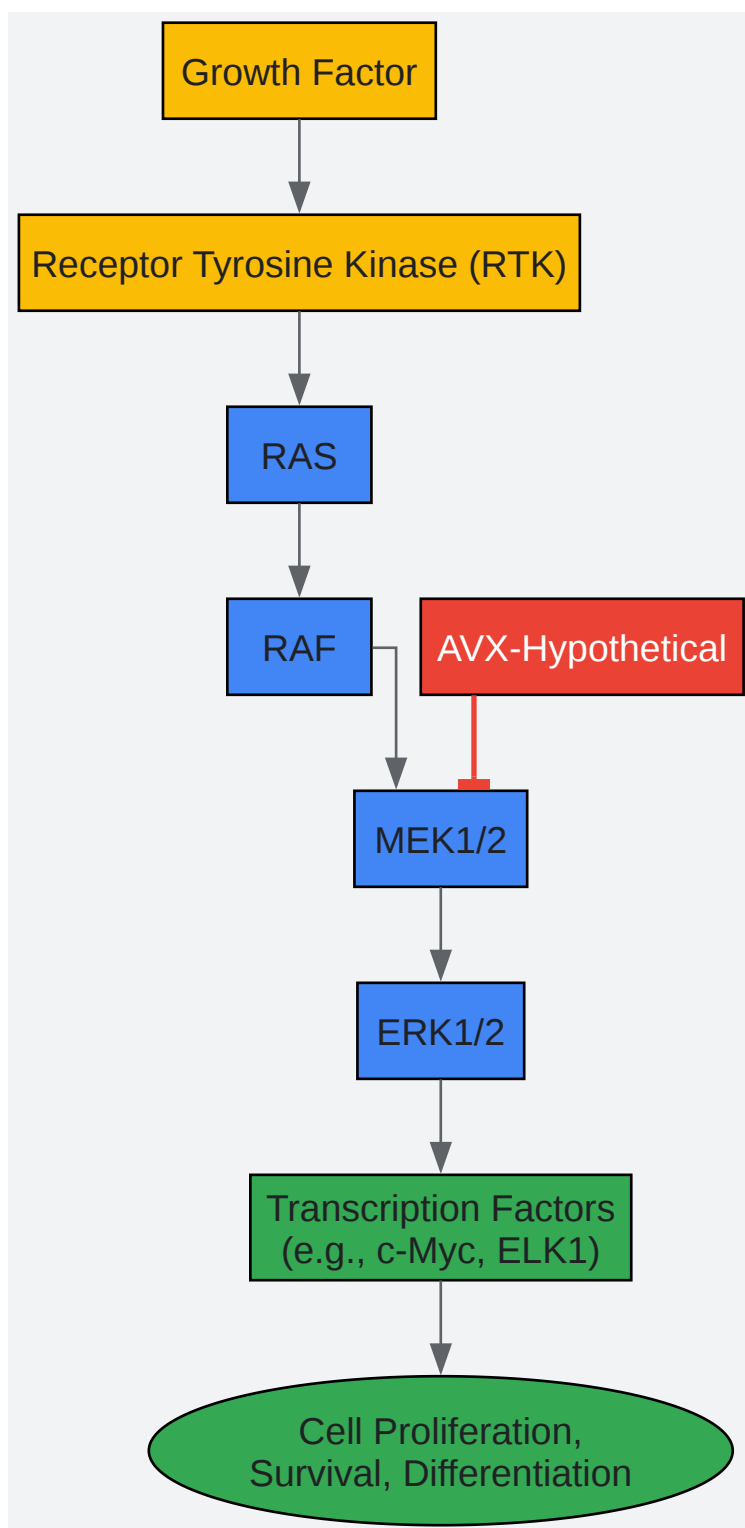 Growth Factor
Receptor Tyrosine Kinase (RTK)
RAS
RAF
AVX-Hypothetical
MEK1/2
ERK1/2
Transcription Factors
(e.g., c-Myc, ELK1)
Cell Proliferation,
Survival, Differentiation